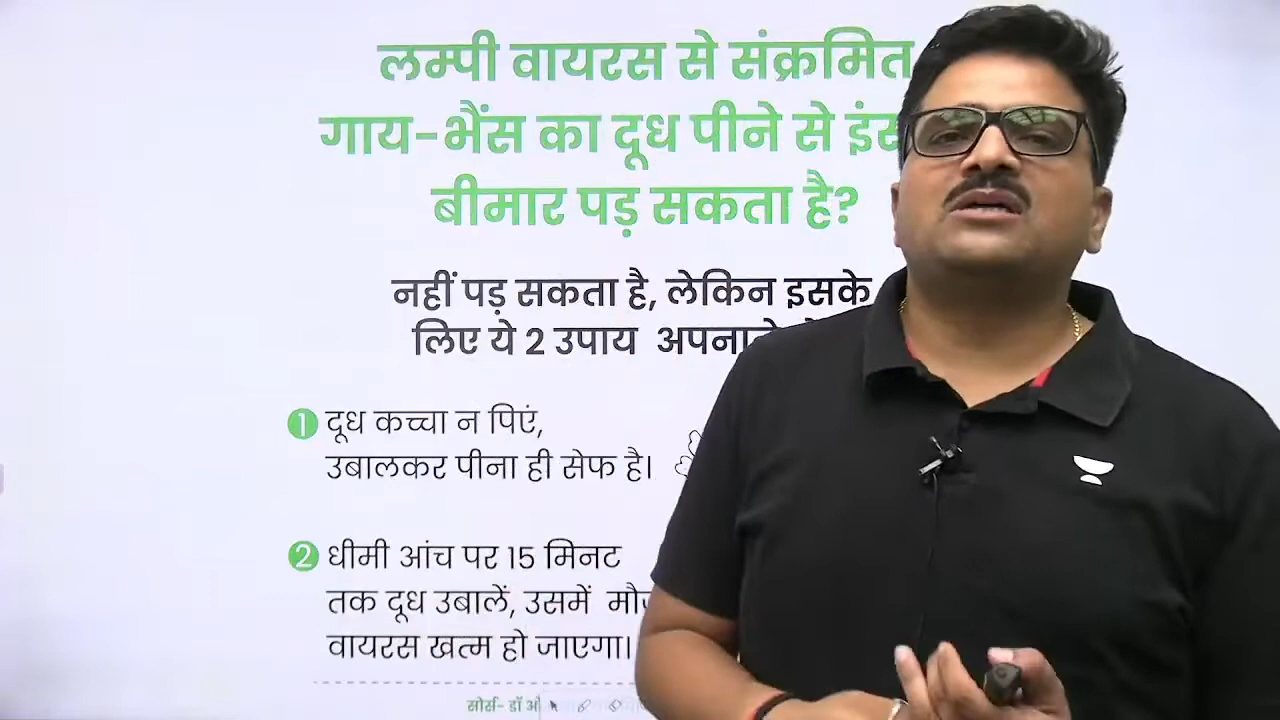 लम्पी वायरस से संक्रमित
गाय-भैंस का दूध पीने से
बीमार पड़ सकता है?
नहीं पड़ सकता है, लेकिन इसके
लिए ये 2 उपाय
1 दूध कच्चा न पिएं,
उबालकर पीना ही सेफ है।
2 धीमी आंच पर 15 मिनट
तक दूध उबालें, उसमें
वायरस खत्म हो जाएगा।
सोर्स- डॉ